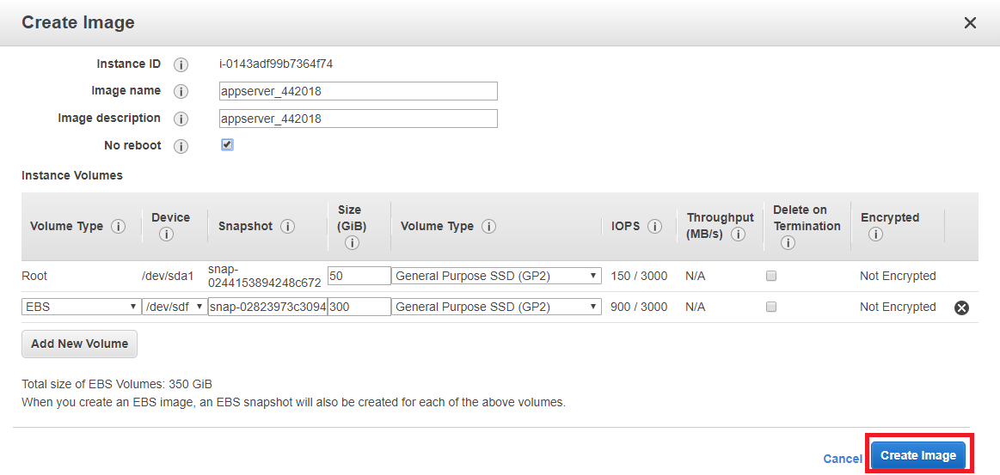 Create Image
Instance ID i i-0143adf99b7364f74
Image name i appserver_442018
Image description i appserver_442018
No reboot i
Instance Volumes
Volume Type i Device i Snapshot i Size (GiB) i Volume Type i IOPS i Throughput (MB/s) i Delete on Termination i Encrypted i
Root /dev/sda1 snap-0244153894248c672 50 General Purpose SSD (GP2) 150 / 3000 N/A Not Encrypted
EBS /dev/sdf snap-02823973c3094 300 General Purpose SSD (GP2) 900 / 3000 N/A Not Encrypted
Add New Volume
Total size of EBS Volumes: 350 GiB
When you create an EBS image, an EBS snapshot will also be created for each of the above volumes.
Cancel Create Image